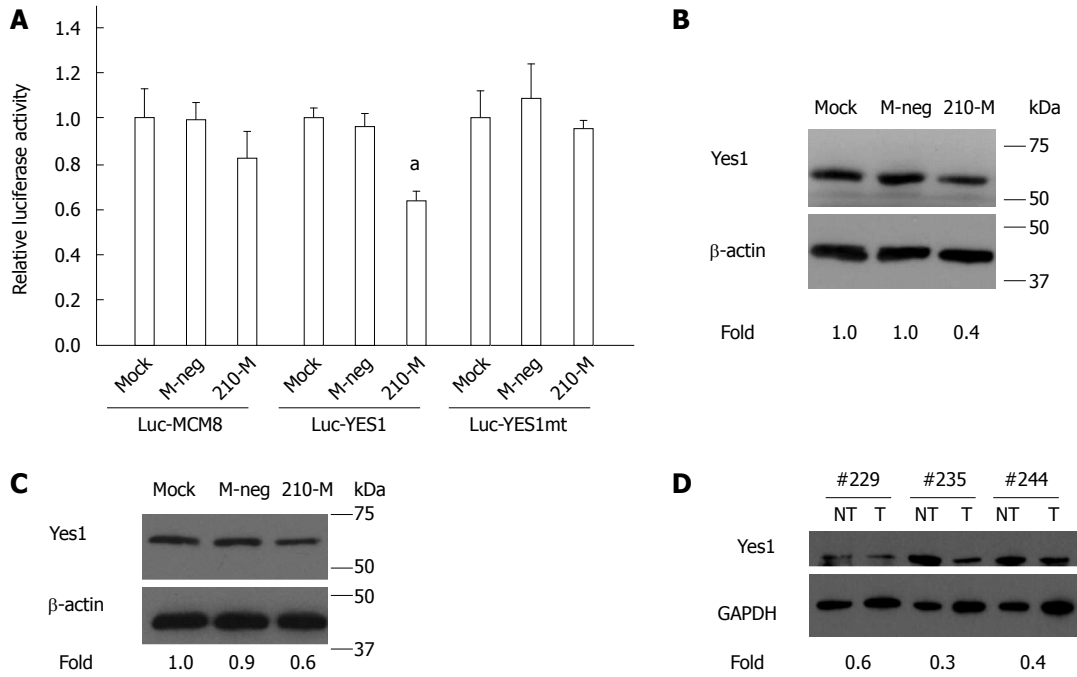 A
Relative luciferase activity
1.4
1.2
1.0
0.8
0.6
0.4
0.2
0.0
a
Mock M-neg 210-M Mock M-neg 210-M Mock M-neg 210-M
Luc-MCM8 Luc-YES1 Luc-YES1mt
B
Mock M-neg 210-M kDa
Yes1
75
50
β-actin
50
37
Fold 1.0 1.0 0.4
C
Mock M-neg 210-M kDa
Yes1
75
50
β-actin
50
37
Fold 1.0 0.9 0.6
D
#229 #235 #244
NT T NT T NT T
Yes1
GAPDH
Fold 0.6 0.3 0.4